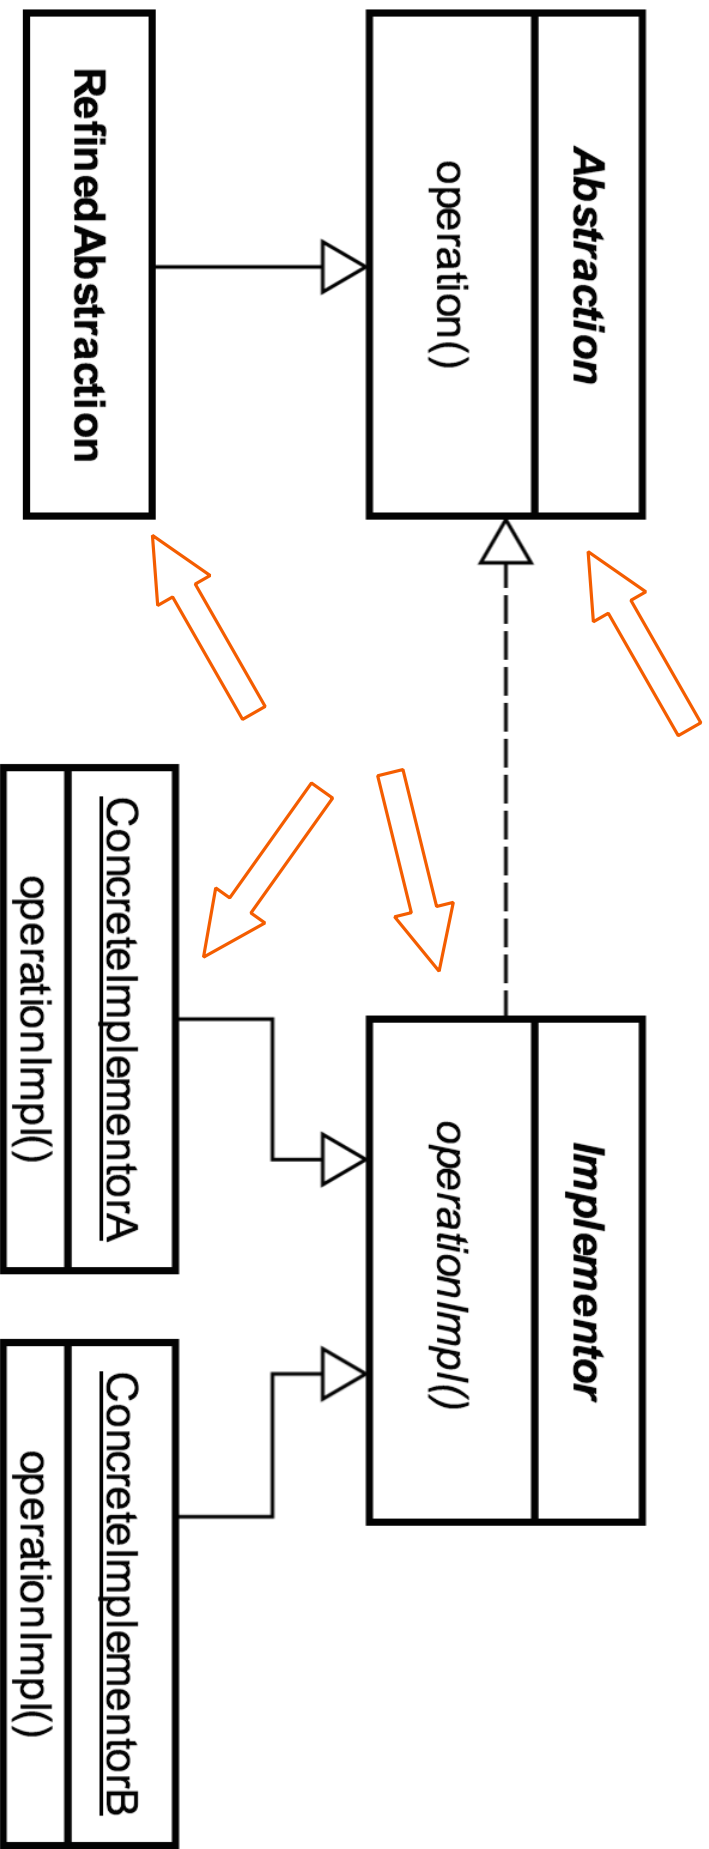 Abstraction
operation()
Implementor
operationImpl()
RefinedAbstraction
ConcreteImplementorA
operationImpl()
ConcreteImplementorB
operationImpl()